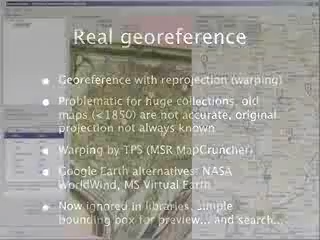 Real georeference
Georeference with reprojection (warping)
Problematic for huge collections, old
maps (<1850) are not accurate, original
projection not always known
Warping by TPS (MSR MapCruncher)
Google Earth alternatives: NASA
WorldWind, MS Virtual Earth
Now ignored in libraries, simple
bounding box for preview... and search...